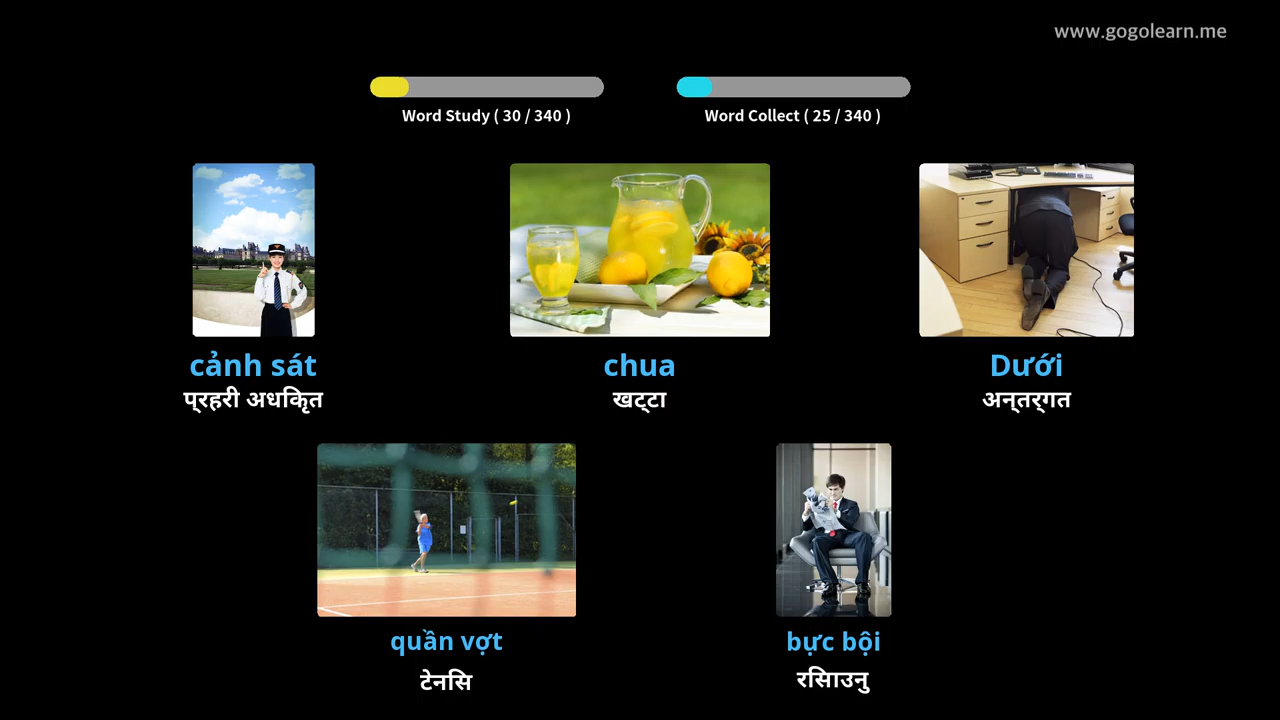 www.gogolearn.me
Word Study ( 30 / 340 )
Word Collect ( 25 / 340 )
cảnh sát
प्रहरी अधिकृत
chua
खट्टा
Dưới
अन्तर्गत
quần vợt
टेनिस
bực bội
रिसाउनु